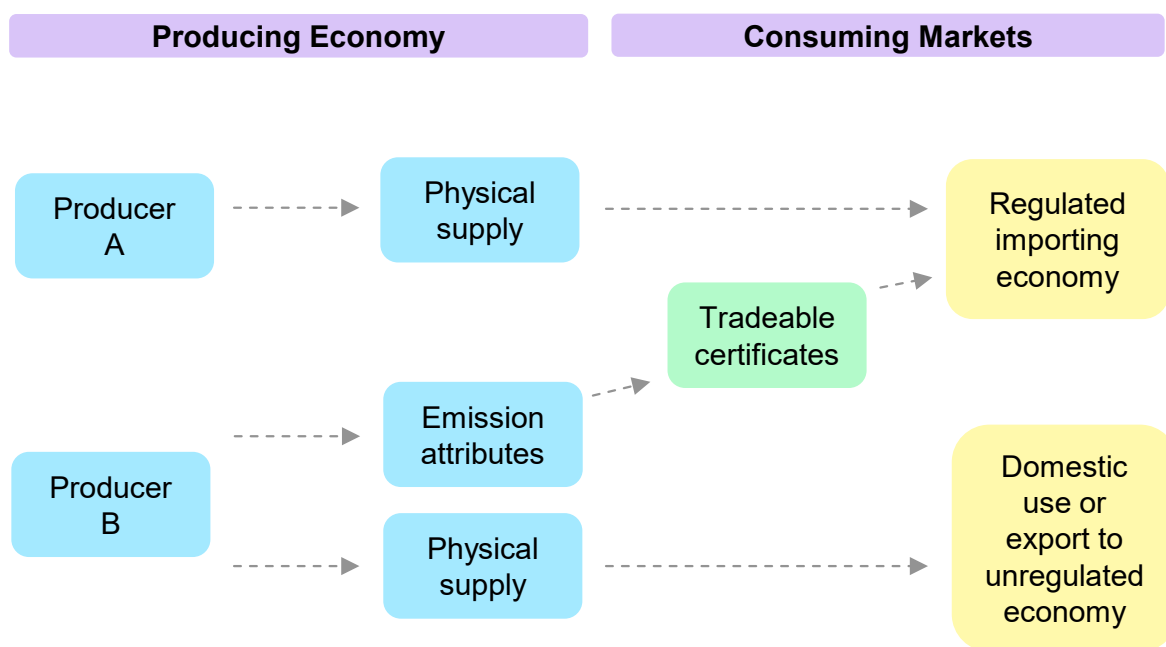 Producing Economy
Consuming Markets
Producer
A
Physical
supply
Regulated
importing
economy
Tradeable
certificates
Emission
attributes
Producer
B
Physical
supply
Domestic
use or
export to
unregulated
economy